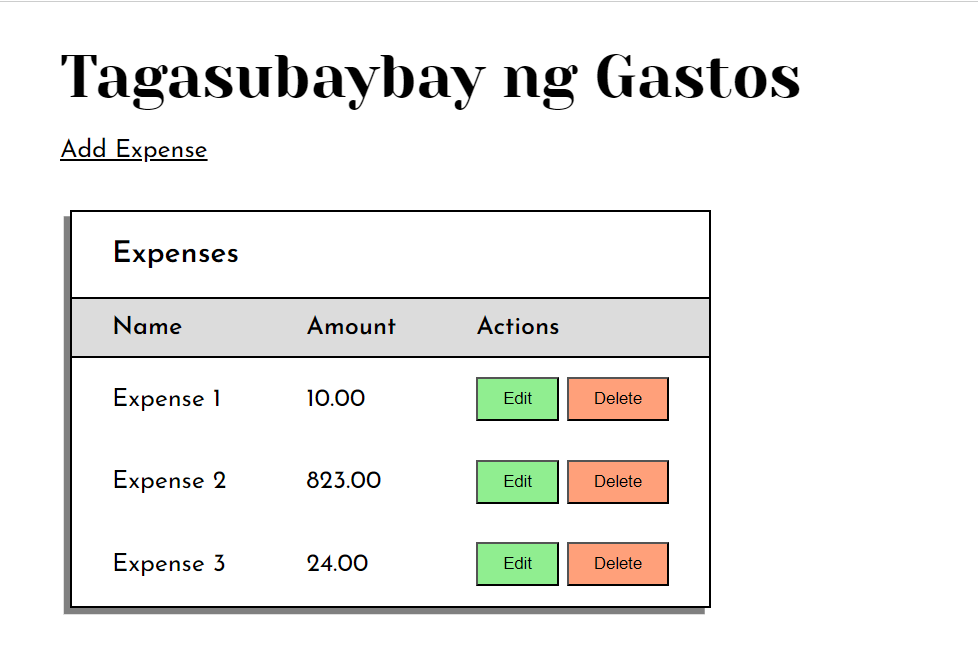 Tagasubaybay ng Gastos
Add Expense
Expenses
Name Amount Actions
Expense 1 10.00 Edit Delete
Expense 2 823.00 Edit Delete
Expense 3 24.00 Edit Delete